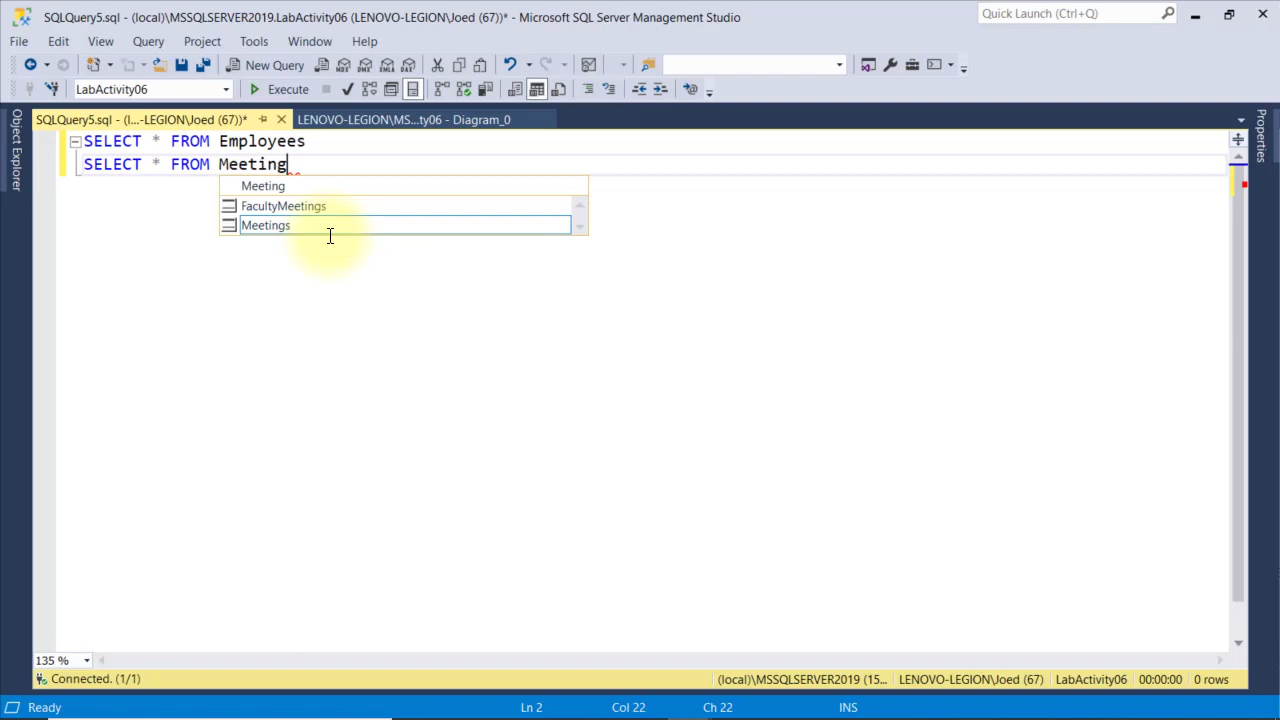 SQLQuery5.sql - (local)\MSSQLSERVER2019.LabActivity06 (LENOVO-LEGION\Joed (67))* - Microsoft SQL Server Management Studio
Quick Launch (Ctrl+Q)
File Edit View Query Project Tools Window Help
New Query MDX DMX XMLA DAX
LabActivity06 Execute
SQLQuery5.sql - (l...-LEGION\Joed (67))* LENOVO-LEGION\MS...ty06 - Diagram_0
Object Explorer
Properties
SELECT * FROM Employees
SELECT * FROM Meeting
Meeting
FacultyMeetings
Meetings
135 %
Connected. (1/1) (local)\MSSQLSERVER2019 (15... LENOVO-LEGION\Joed (67) LabActivity06 00:00:00 0 rows
Ready Ln 2 Col 22 Ch 22 INS